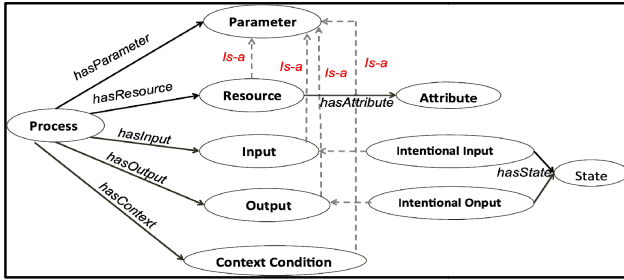 Parameter
hasParameter
Is-a
Is-a
Is-a
Is-a
hasResource
Resource
hasAttribute
Attribute
Process
hasInput
Input
Intentional Input
hasState
State
hasOutput
Output
Intentional Onput
hasContext
Context Condition